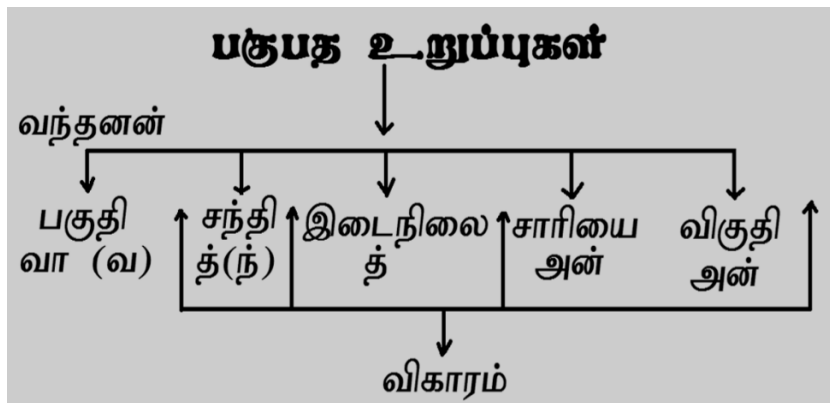 பகுபத உறுப்புகள்
வந்தனன்
பகுதி சந்தி இடைநிலை சாரியை விகுதி
வா (வ) த்(ந்) த் அன் அன்
விகாரம்